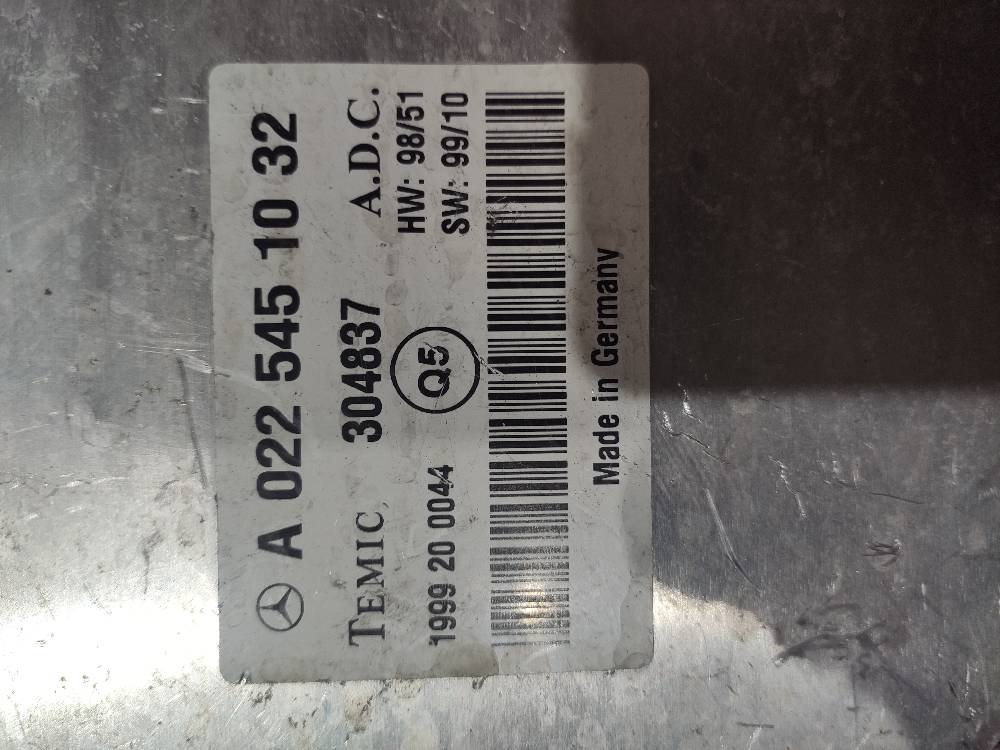 A 022 545 10 32
TEMIC 304837 A.D.C.
1999 20 0044 Q5 HW: 98/51
SW: 99/10
Made in Germany